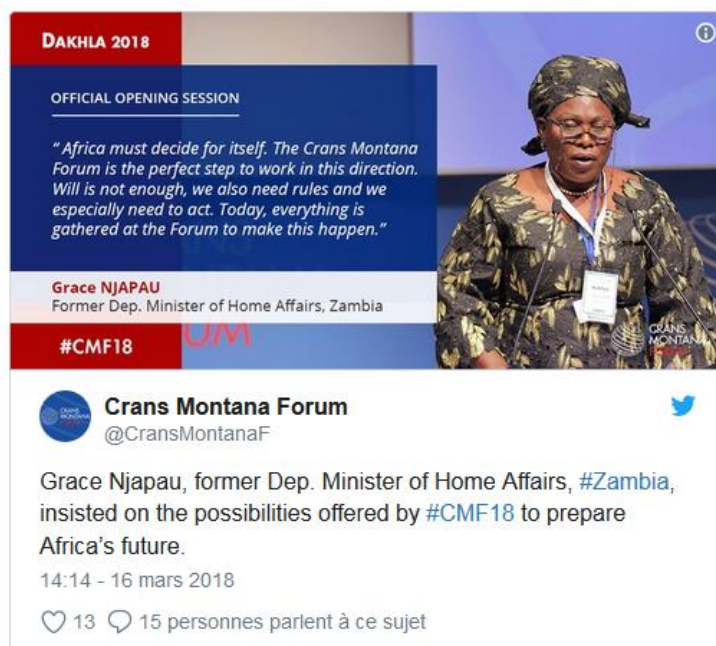 DAKHLA 2018
OFFICIAL OPENING SESSION
“ Africa must decide for itself. The Crans Montana
Forum is the perfect step to work in this direction.
Will is not enough, we also need rules and we
especially need to act. Today, everything is
gathered at the Forum to make this happen.”
Grace NJAPAU
Former Dep. Minister of Home Affairs, Zambia
UM
#CMF18
CRANS
MONTANA
FORUM
Crans Montana Forum
@CransMontanaF
Grace Njapau, former Dep. Minister of Home Affairs, #Zambia,
insisted on the possibilities offered by #CMF18 to prepare
Africa’s future.
14:14 - 16 mars 2018
13 15 personnes parlent à ce sujet